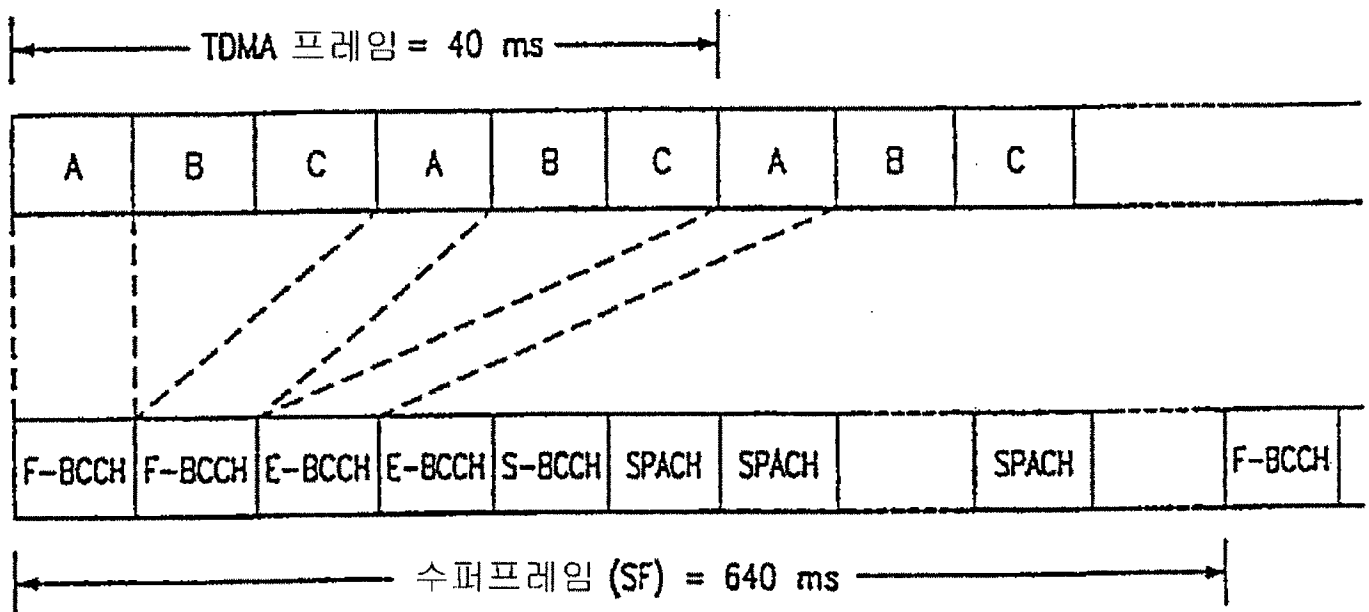 TDMA 프레임 = 40 ms
A B C A B C A B C
F-BCCH F-BCCH E-BCCH E-BCCH S-BCCH SPACH SPACH SPACH F-BCCH
수퍼프레임 (SF) = 640 ms